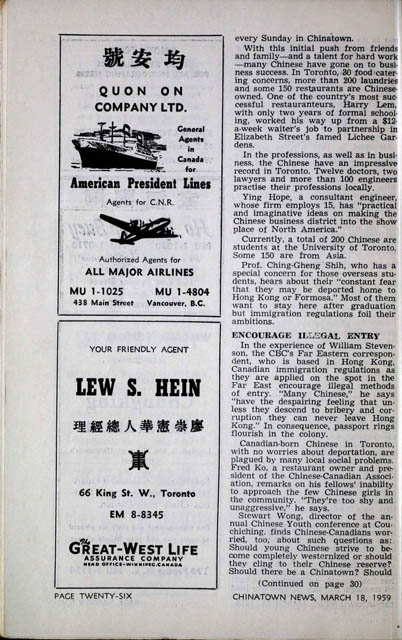 均安號
QUON ON
COMPANY LTD.
General
Agents
in
Canada
for
American President Lines
Agents for C.N.R.
Authorized Agents for
ALL MAJOR AIRLINES
MU 1-1025 MU 1-4804
438 Main Street Vancouver, B.C.
YOUR FRIENDLY AGENT
LEW S. HEIN
理經總人華憲崇慶
66 King St. W., Toronto
EM 8-8345
The
GREAT-WEST LIFE
ASSURANCE COMPANY
HEAD OFFICE-WINNIPEG,CANADA
every Sunday in Chinatown.
With this initial push from friends
and family—and a talent for hard work
—many Chinese have gone on to busi-
ness success. In Toronto, 30 food cater-
ing concerns, more than 200 laundries
and some 150 restaurants are Chinese
owned. One of the country's most suc-
cessful restauranteurs, Harry Lem,
with only two years of formal school-
ing, worked his way up from a $12-
a-week waiter's job to partnership in
Elizabeth Street's famed Lichee Gar-
dens.
In the professions, as well as in busi-
ness, the Chinese have an impressive
record in Toronto. Twelve doctors, two
lawyers and more than 100 engineers
practise their professions locally.
Ying Hope, a consultant engineer,
whose firm employs 15, has "practical
and imaginative ideas on making the
Chinese business district into the show
place of North America."
Currently, a total of 200 Chinese are
students at the University of Toronto.
Some 150 are from Asia.
Prof. Ching-Gheng Shih, who has a
special concern for those overseas stu-
dents, hears about their "constant fear
that they may be deported home to
Hong Kong or Formosa." Most of them
want to stay here after graduation
but immigration regulations foil their
ambitions.
ENCOURAGE ILLEGAL ENTRY
In the experience of William Steven-
son, the CBC's Far Eastern correspon-
dent, who is based in Hong Kong,
Canadian immigration regulations as
they are applied on the spot in the
Far East encourage illegal methods
of entry. "Many Chinese," he says
"have the despairing feeling that un-
less they descend to bribery and cor-
ruption they can never leave Hong
Kong." In consequence, passport rings
flourish in the colony.
Canadian-born Chinese in Toronto,
with no worries about deportation, are
plagued by many local social problems.
Fred Ko, a restaurant owner and pre-
sident of the Chinese-Canadian Associ-
ation, remarks on his fellows' inability
to approach the few Chinese girls in
the community. "They're too shy and
unaggressive," he says.
Stewart Wong, director of the an-
nual Chinese Youth conference at Cou-
chiching, finds Chinese-Canadians wor-
ried, too, about such questions as:
Should young Chinese strive to be-
come completely westernized or should
they cling to their Chinese reserve?
Should there be a Chinatown? Should
(Continued on page 30)
PAGE TWENTY-SIX
CHINATOWN NEWS, MARCH 18, 1959